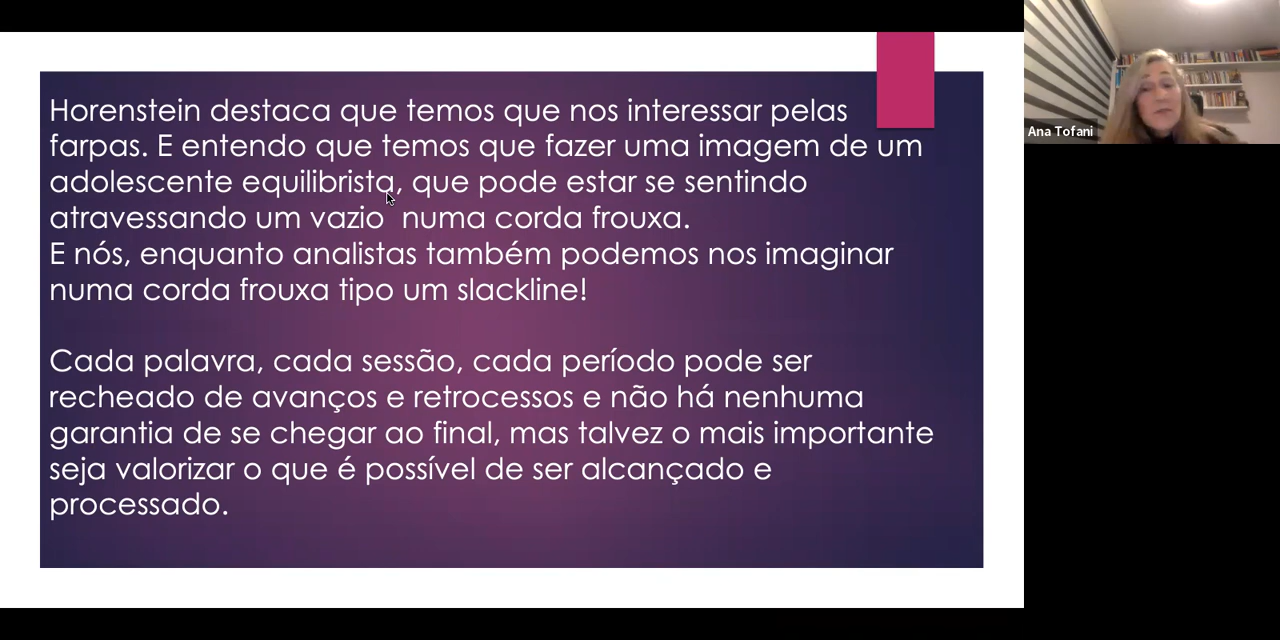 Horenstein destaca que temos que nos interessar pelas
farpas. E entendo que temos que fazer uma imagem de um
adolescente equilibrista, que pode estar se sentindo
atravessando um vazio  numa corda frouxa.
E nós, enquanto analistas também podemos nos imaginar
numa corda frouxa tipo um slackline!
Cada palavra, cada sessão, cada período pode ser
recheado de avanços e retrocessos e não há nenhuma
garantia de se chegar ao final, mas talvez o mais importante
seja valorizar o que é possível de ser alcançado e
processado.
Ana Tofani